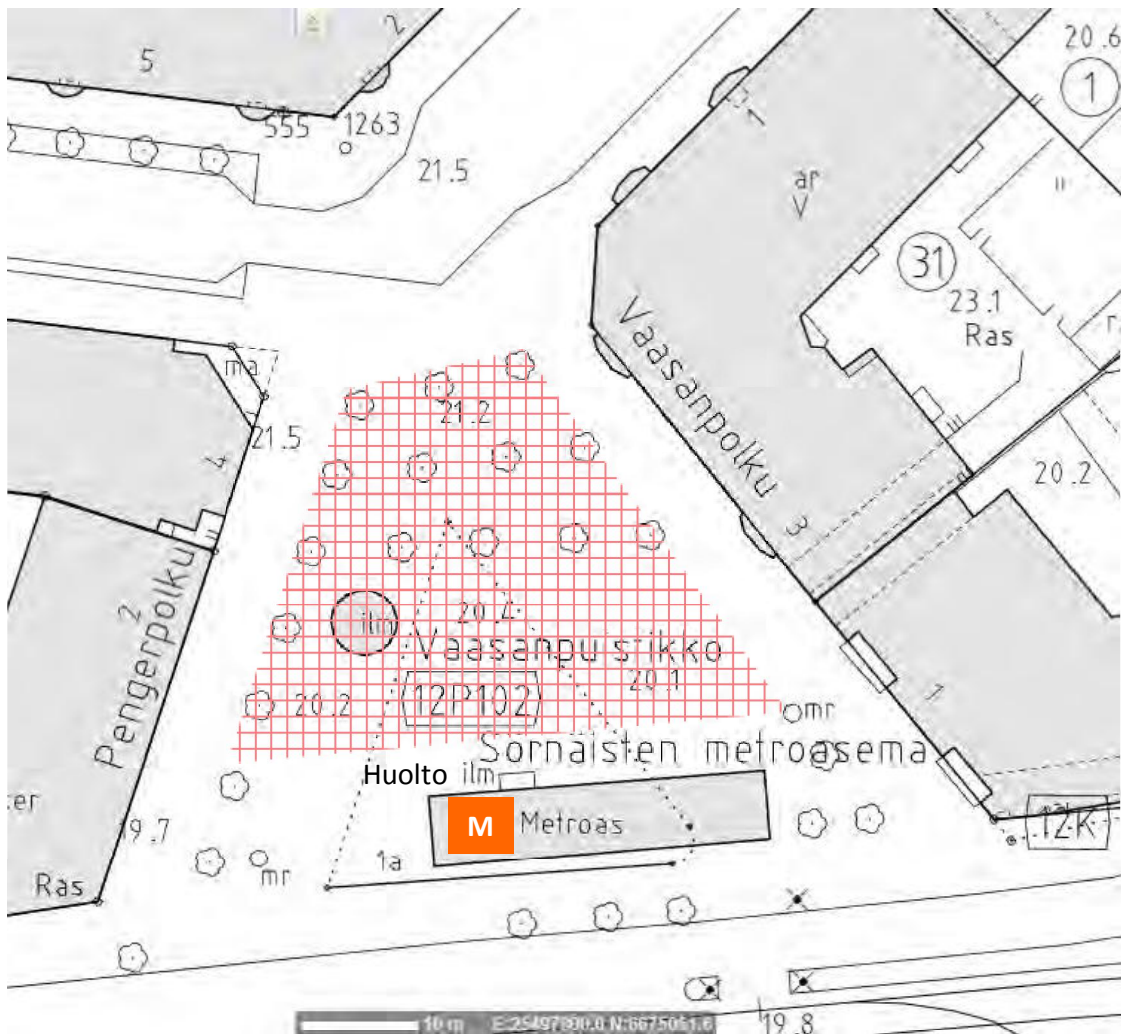 5
2
20.6
1
555
1263
21.5
1
ar
31
23.1
Ras
Vaasanpolku
ma
21.2
21.5
4
20.2
3
2
Pengerpolku
ilm
Vaasanpuistikko
20.1
20.2
12P102
mr
Sornaisten metroasema
Huolto ilm
7
M
Metroas
12K
19.7
1a
Ras
mr
10 m
19.8